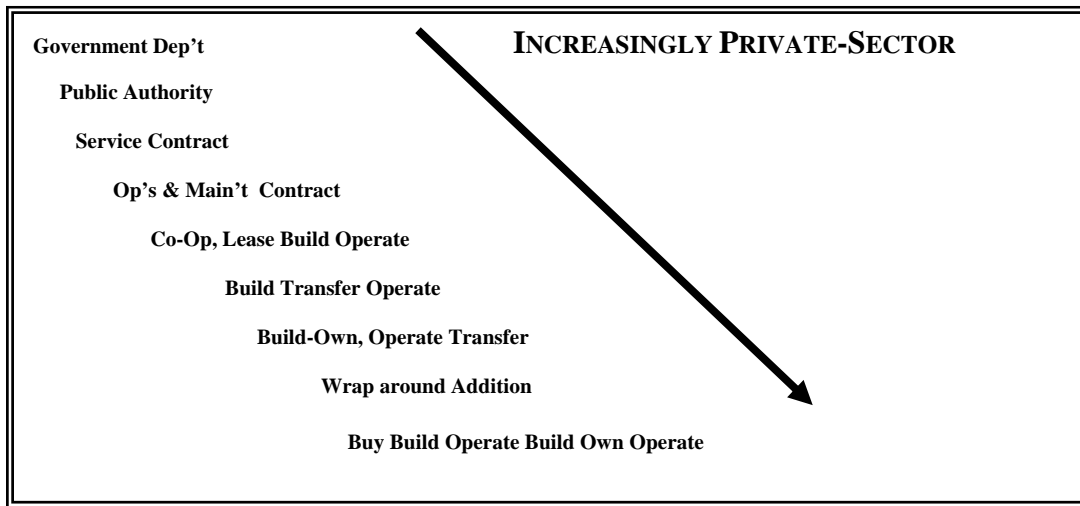 Government Dep’t
INCREASINGLY PRIVATE-SECTOR
Public Authority
Service Contract
Op’s & Main’t  Contract
Co-Op, Lease Build Operate
Build Transfer Operate
Build-Own, Operate Transfer
Wrap around Addition
Buy Build Operate Build Own Operate